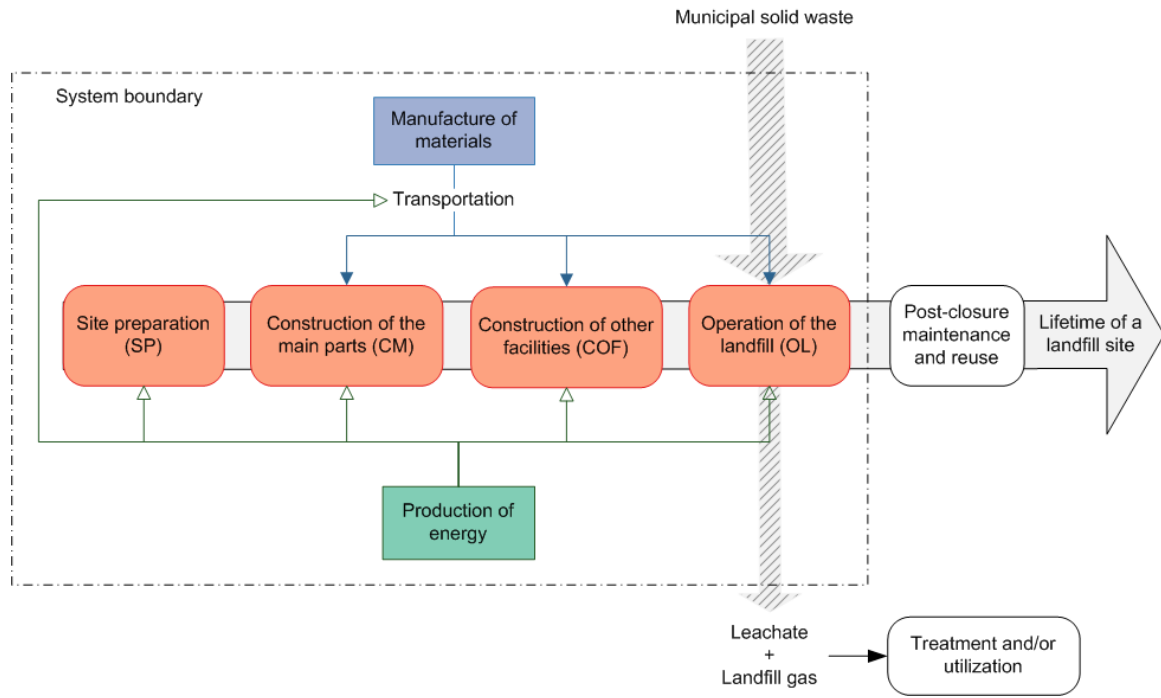 Municipal solid waste
System boundary
Manufacture of
materials
Transportation
Site preparation
(SP)
Construction of the
main parts (CM)
Construction of other
facilities (COF)
Operation of the
landfill (OL)
Post-closure
maintenance
and reuse
Lifetime of a
landfill site
Production of
energy
Leachate
+
Landfill gas
Treatment and/or
utilization